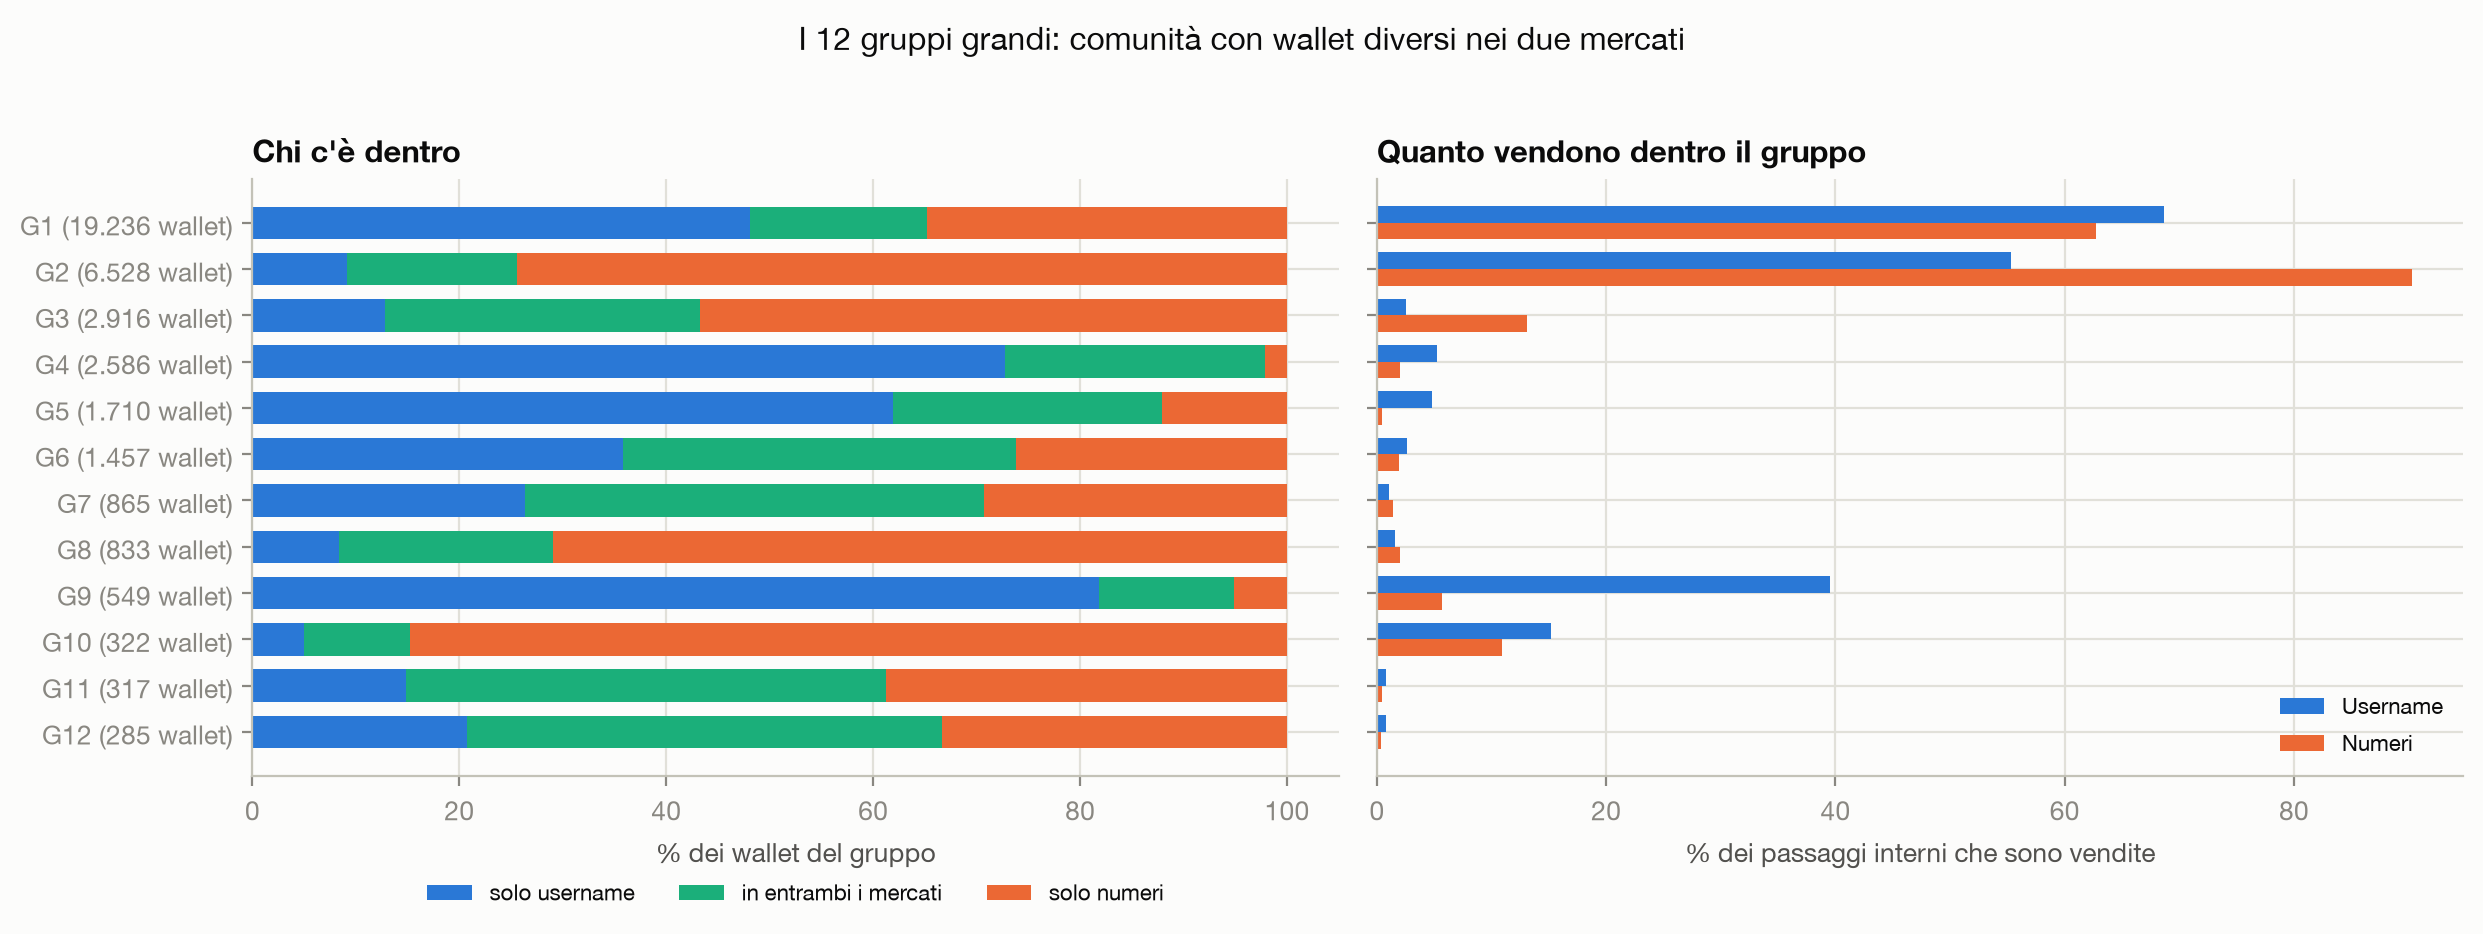 I 12 gruppi grandi: comunità con wallet diversi nei due mercati
Chi c'è dentro
G1 (19.236 wallet)
G2 (6.528 wallet)
G3 (2.916 wallet)
G4 (2.586 wallet)
G5 (1.710 wallet)
G6 (1.457 wallet)
G7 (865 wallet)
G8 (833 wallet)
G9 (549 wallet)
G10 (322 wallet)
G11 (317 wallet)
G12 (285 wallet)
0 20 40 60 80 100
% dei wallet del gruppo
solo username in entrambi i mercati solo numeri
Quanto vendono dentro il gruppo
Username
Numeri
0 20 40 60 80
% dei passaggi interni che sono vendite